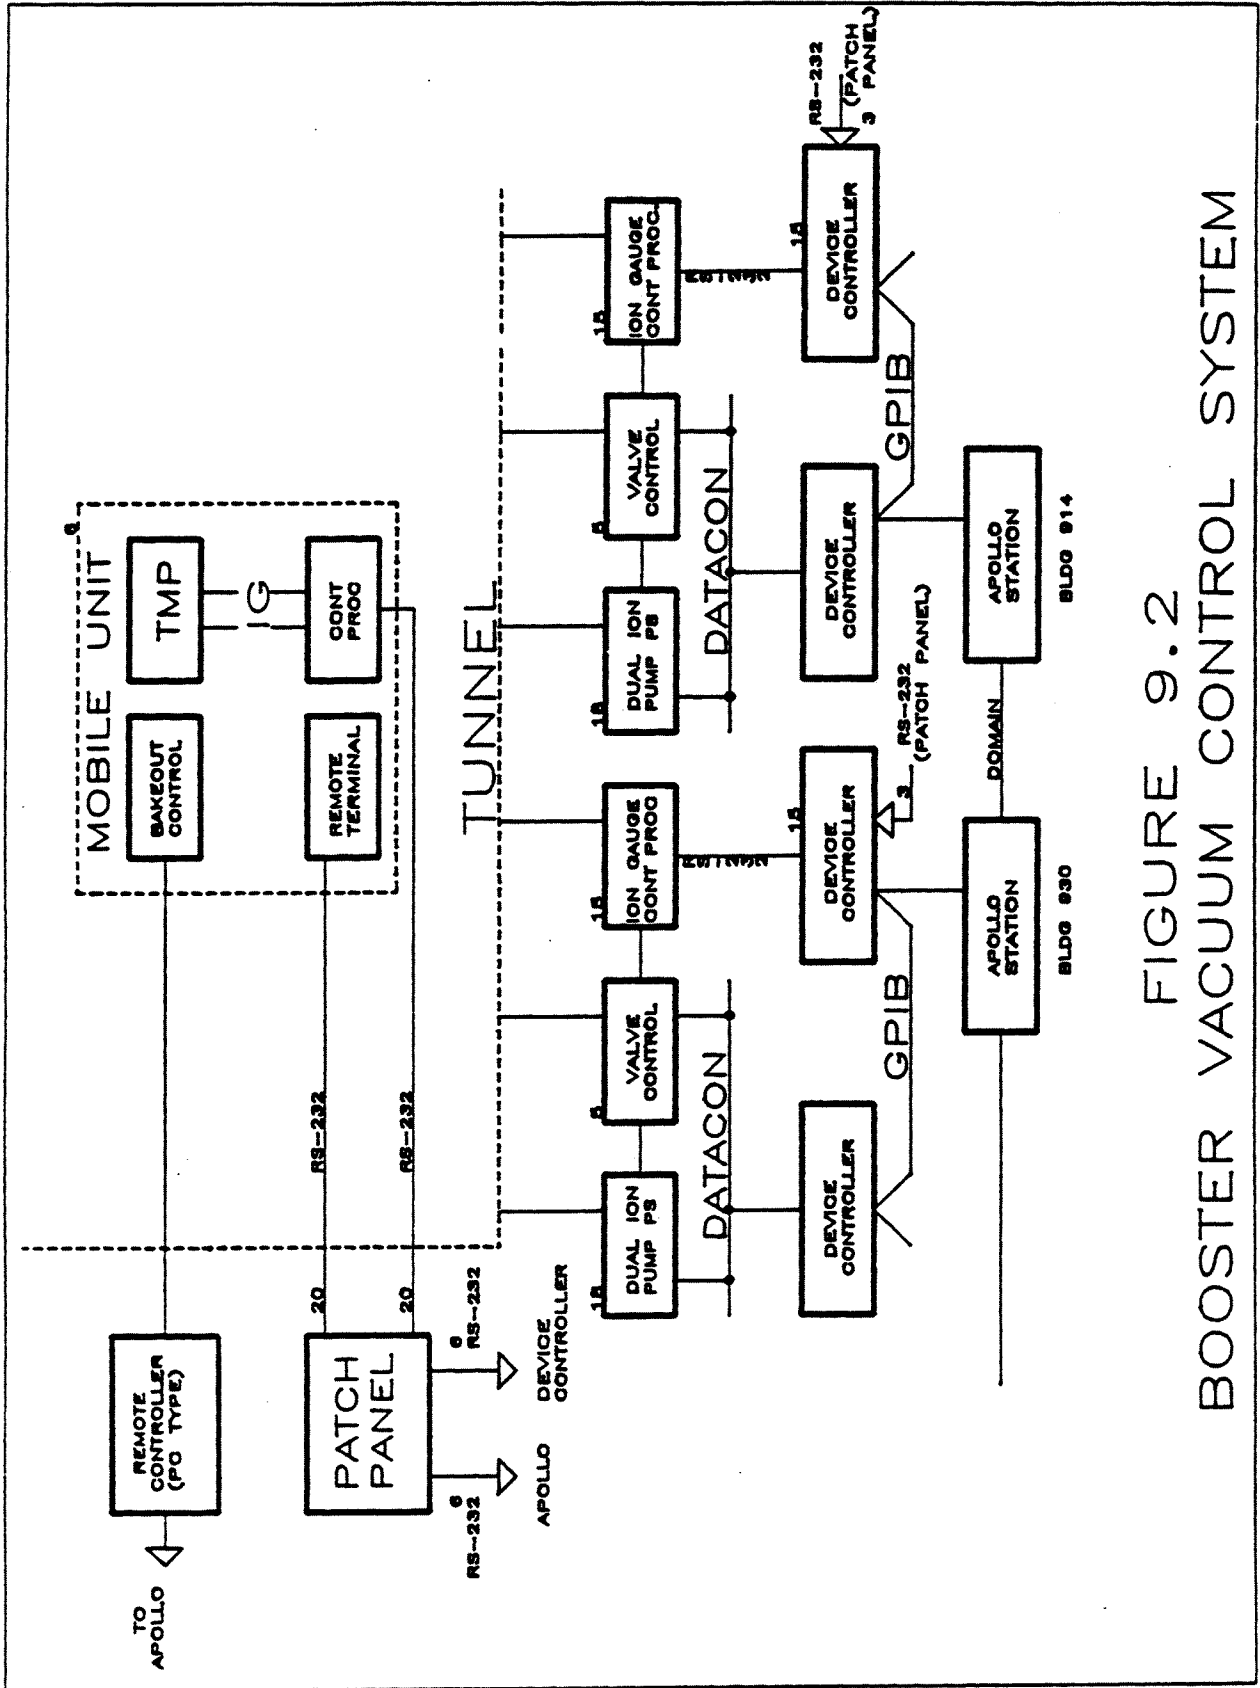 TO
APOLLO
REMOTE
CONTROLLER
(PC TYPE)
MOBILE UNIT
6
BAKEOUT
CONTROL
TMP
IG
REMOTE
TERMINAL
CONT
PROC
PATCH
PANEL
20
RS-232
20
RS-232
6
RS-232
APOLLO
6
RS-232
DEVICE
CONTROLLER
TUNNEL
DUAL ION
PUMP PS
5
VALVE
CONTROL
15
ION GAUGE
CONT PROC
DUAL ION
PUMP PS
5
VALVE
CONTROL
15
ION GAUGE
CONT PROC.
DATACON
RS-232
DATACON
RS-232
DEVICE
CONTROLLER
15
DEVICE
CONTROLLER
3
RS-232
(PATCH PANEL)
DEVICE
CONTROLLER
15
DEVICE
CONTROLLER
RS-232
3
(PATCH
PANEL)
GPIB
GPIB
APOLLO
STATION
DOMAIN
APOLLO
STATION
BLDG 930
BLDG 914
FIGURE 9.2
BOOSTER VACUUM CONTROL SYSTEM